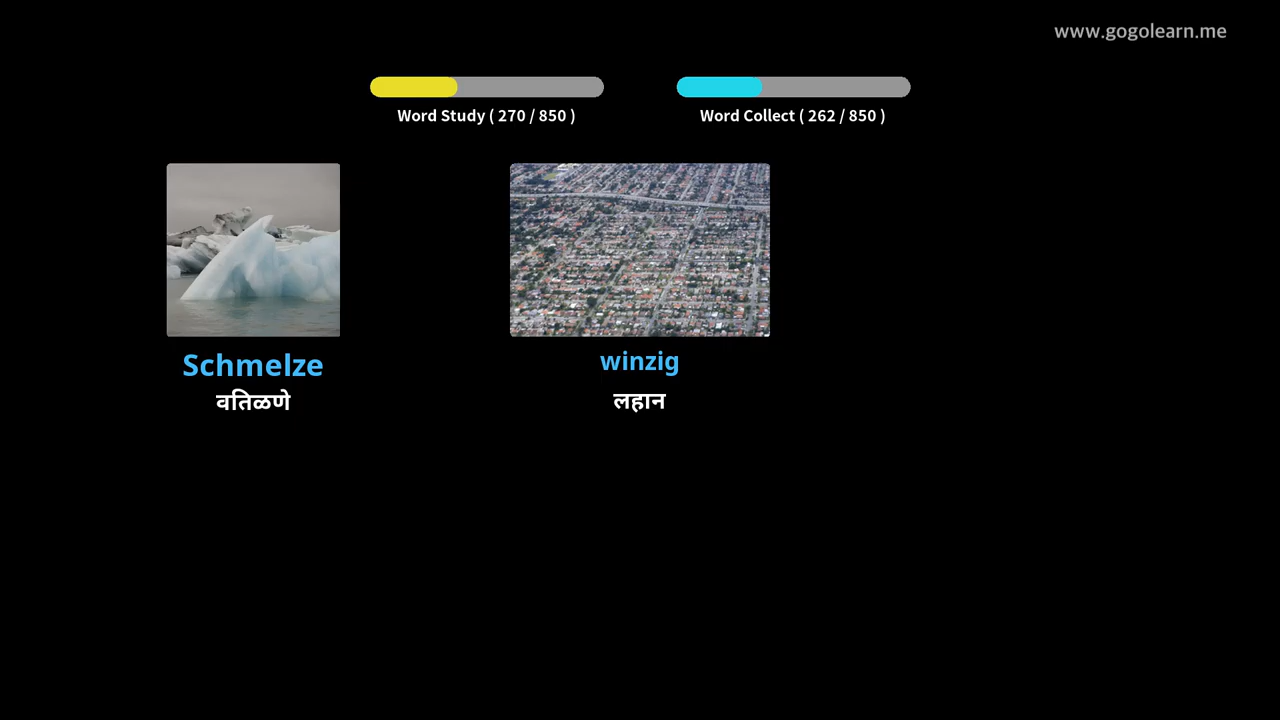 www.gogolearn.me
Word Study ( 270 / 850 )
Word Collect ( 262 / 850 )
Schmelze
वतिळणे
winzig
लहान